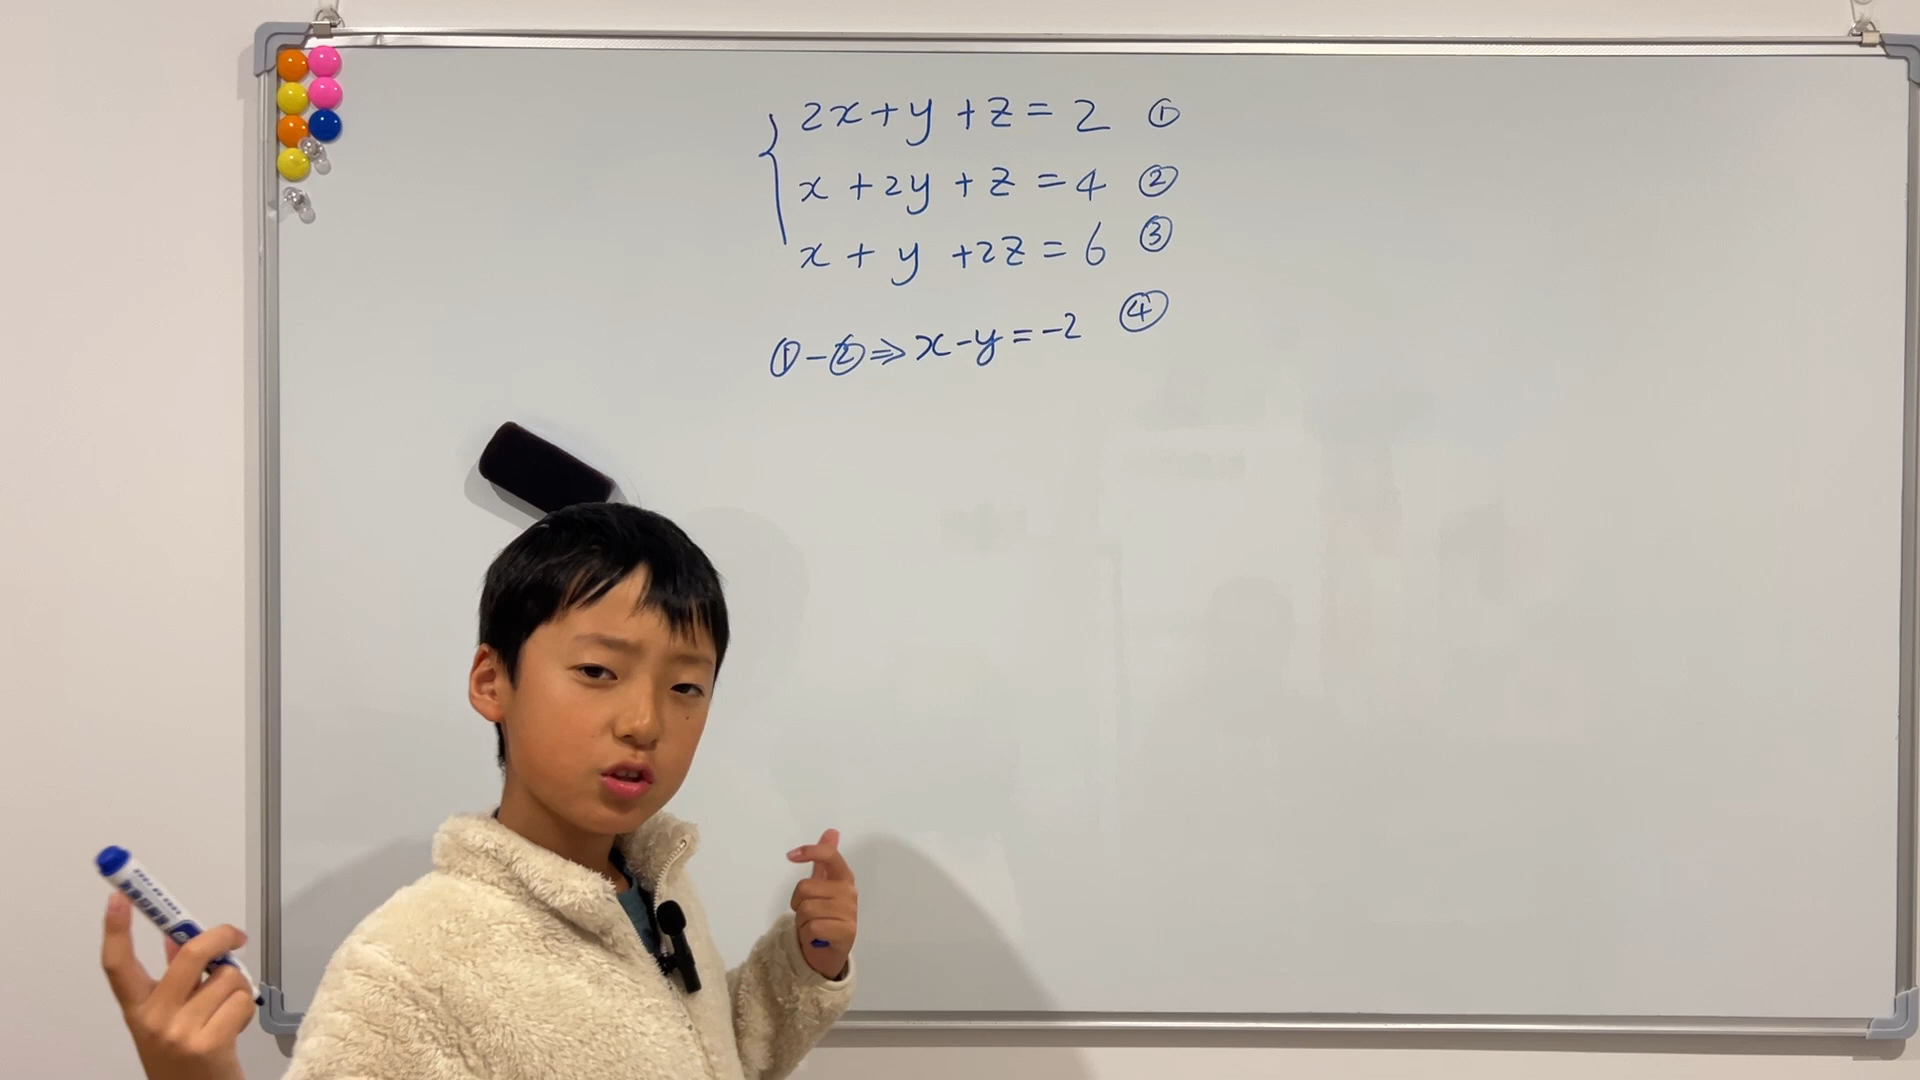 2x+y+z=2 ①
x+2y+z=4 ②
x+y+2z=6 ③
①-②⇒x-y=-2 ④